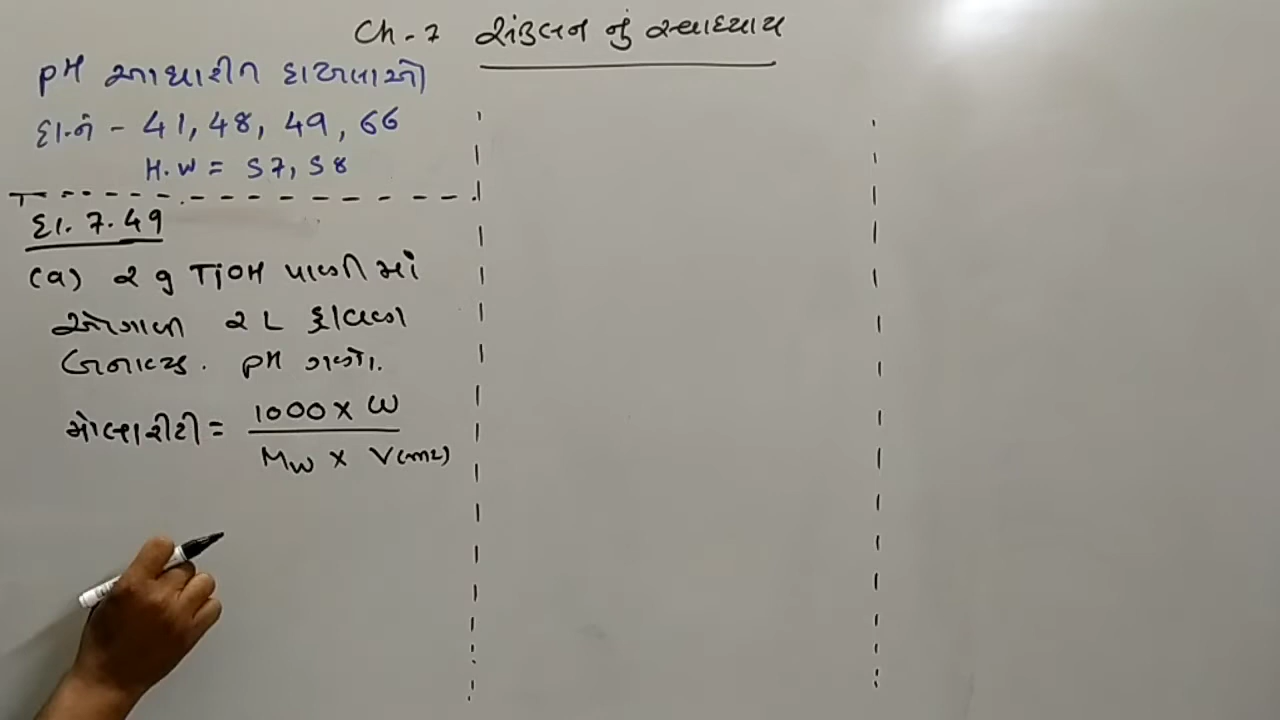 Ch - 7 સંકુલન નું સ્વાધ્યાય
pH આધારીત દાખલાઓ
દા.નં - 41, 48, 49, 66
H.W = 57, 58
દા. 7.49
(a) 2 g TlOH પાણી માં
ઓગાળી 2 L દ્રાવણ
બનાવ્યુ. pH ગણો.
મોલારીટી = 1000 × W
Mw × V(mL)